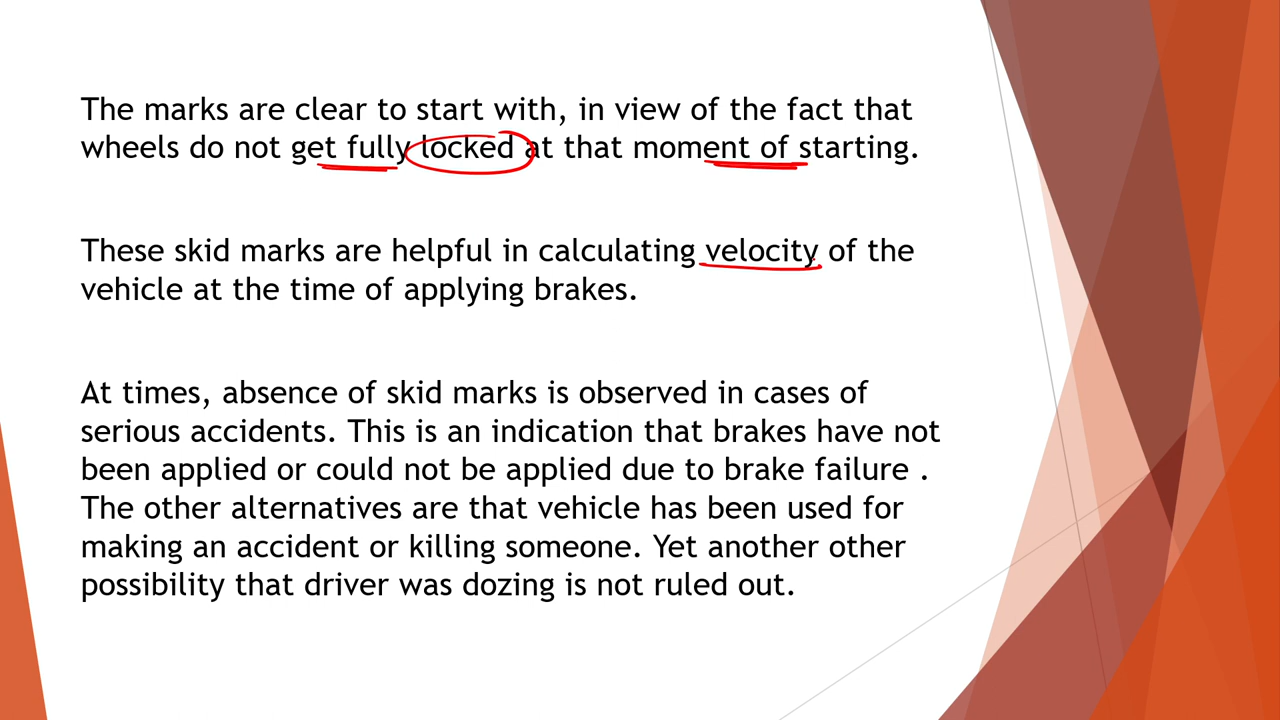 The marks are clear to start with, in view of the fact that
wheels do not get fully locked at that moment of starting.
These skid marks are helpful in calculating velocity of the
vehicle at the time of applying brakes.
At times, absence of skid marks is observed in cases of
serious accidents. This is an indication that brakes have not
been applied or could not be applied due to brake failure .
The other alternatives are that vehicle has been used for
making an accident or killing someone. Yet another other
possibility that driver was dozing is not ruled out.